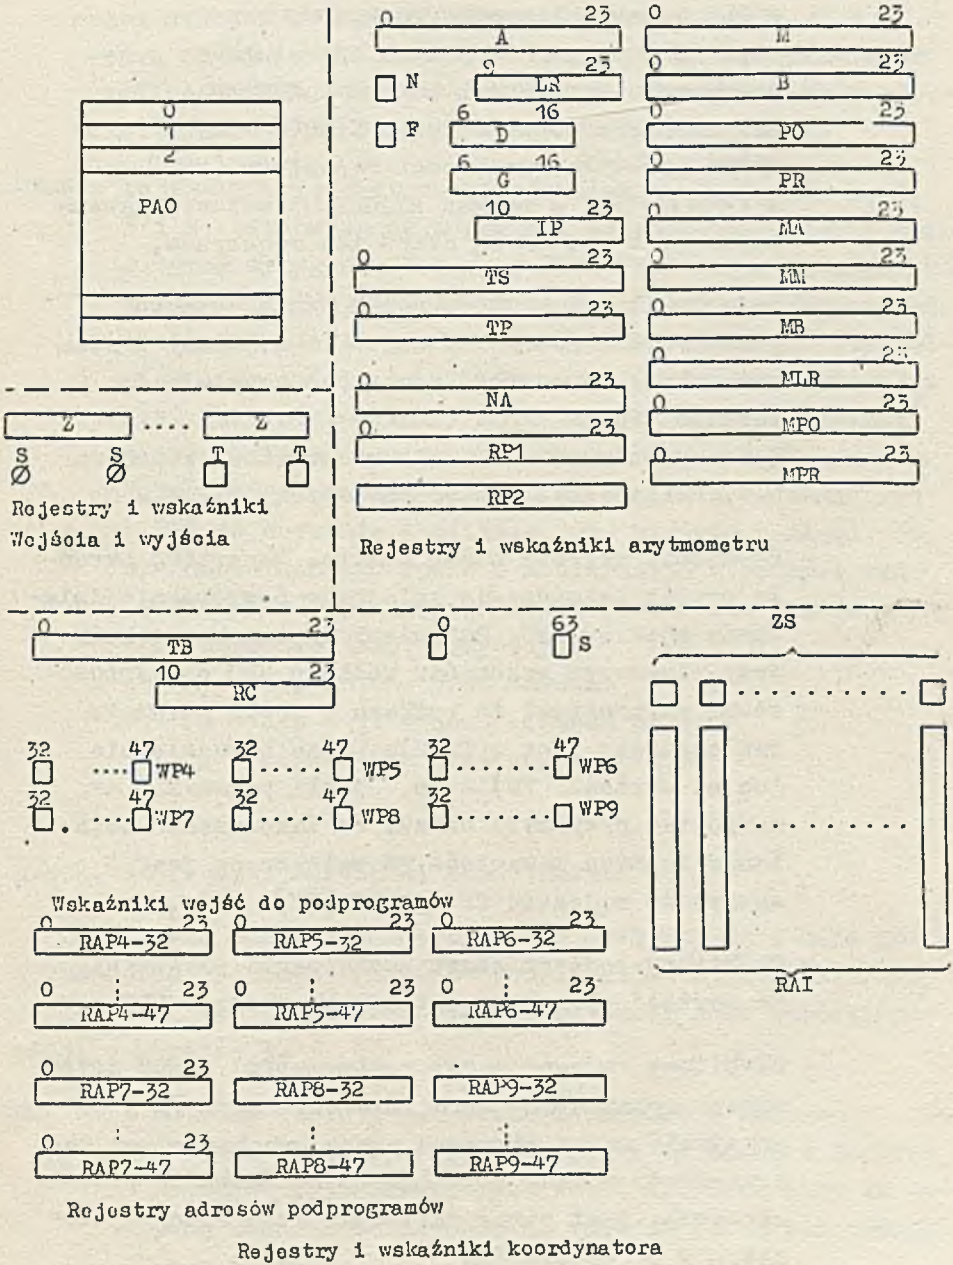 0 23
A
0 23
M
N
9 23
LR
0 23
B
F
6 16
D
0 23
PO
0
1
2
PAO
6 16
G
0 23
PR
10 23
IP
0 23
MA
0 23
TS
0 23
MM
0 23
TP
0 23
MB
23
MLR
0 23
NA
0 23
MPO
0 23
RP1
0 23
MPR
RP2
Z .... Z
S S T T
Rejestry i wskaźniki
Wejścia i wyjścia
Rejestry i wskaźniki arytmometru
0 23
TB
10 23
RC
0 63
S
ZS
32 47
WP4
32 47
WP5
32 47
WP6
32 47
WP7
32 47
WP8
32 47
WP9
Wskaźniki wejść do podprogramów
0 23 0 23 0 23
RAP4-32 RAP5-32 RAP6-32
0 23 0 23 0 23
RAP4-47 RAP5-47 RAP6-47
RAI
0 23
RAP7-32 RAP8-32 RAP9-32
0 23
RAP7-47 RAP8-47 RAP9-47
Rejestry adresów podprogramów
Rejestry i wskaźniki koordynatora